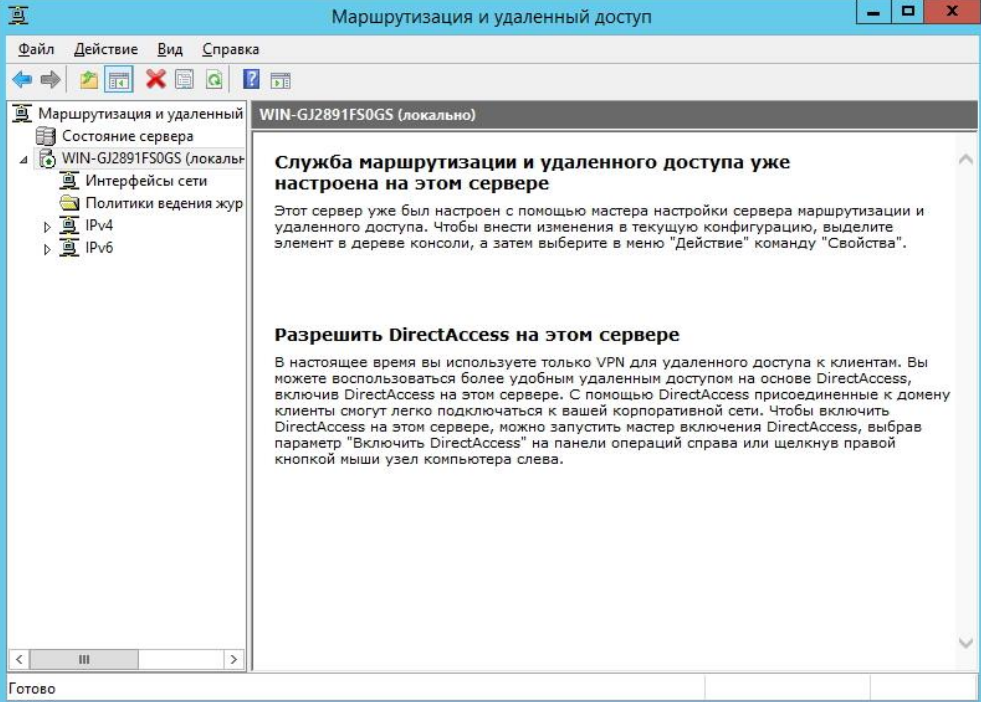 Маршрутизация и удаленный доступ
Файл Действие Вид Справка
Маршрутизация и удаленный
Состояние сервера
WIN-GJ2891FS0GS (локальн
Интерфейсы сети
Политики ведения жур
IPv4
IPv6
WIN-GJ2891FS0GS (локально)
Служба маршрутизации и удаленного доступа уже
настроена на этом сервере
Этот сервер уже был настроен с помощью мастера настройки сервера маршрутизации и
удаленного доступа. Чтобы внести изменения в текущую конфигурацию, выделите
элемент в дереве консоли, а затем выберите в меню "Действие" команду "Свойства".
Разрешить DirectAccess на этом сервере
В настоящее время вы используете только VPN для удаленного доступа к клиентам. Вы
можете воспользоваться более удобным удаленным доступом на основе DirectAccess,
включив DirectAccess на этом сервере. С помощью DirectAccess присоединенные к домену
клиенты смогут легко подключаться к вашей корпоративной сети. Чтобы включить
DirectAccess на этом сервере, можно запустить мастер включения DirectAccess, выбрав
параметр "Включить DirectAccess" на панели операций справа или щелкнув правой
кнопкой мыши узел компьютера слева.
Готово